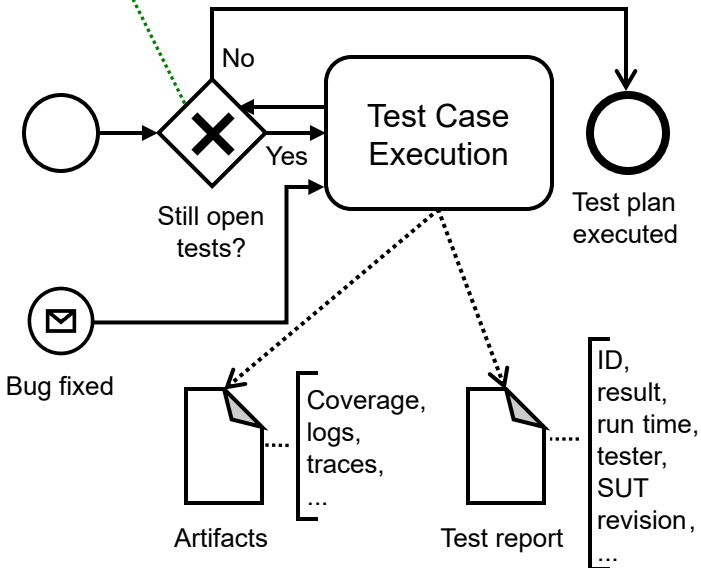 No
Test Case
Execution
Yes
Still open
tests?
Test plan
executed
Bug fixed
Coverage,
logs,
traces,
...
Artifacts
ID,
result,
run time,
tester,
SUT
revision,
...
Test report